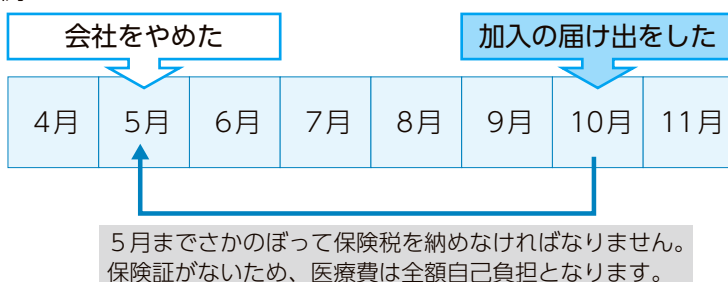 会社をやめた
加入の届け出をした
4月 5月 6月 7月 8月 9月 10月 11月
５月までさかのぼって保険税を納めなければなりません。
保険証がないため、医療費は全額自己負担となります。